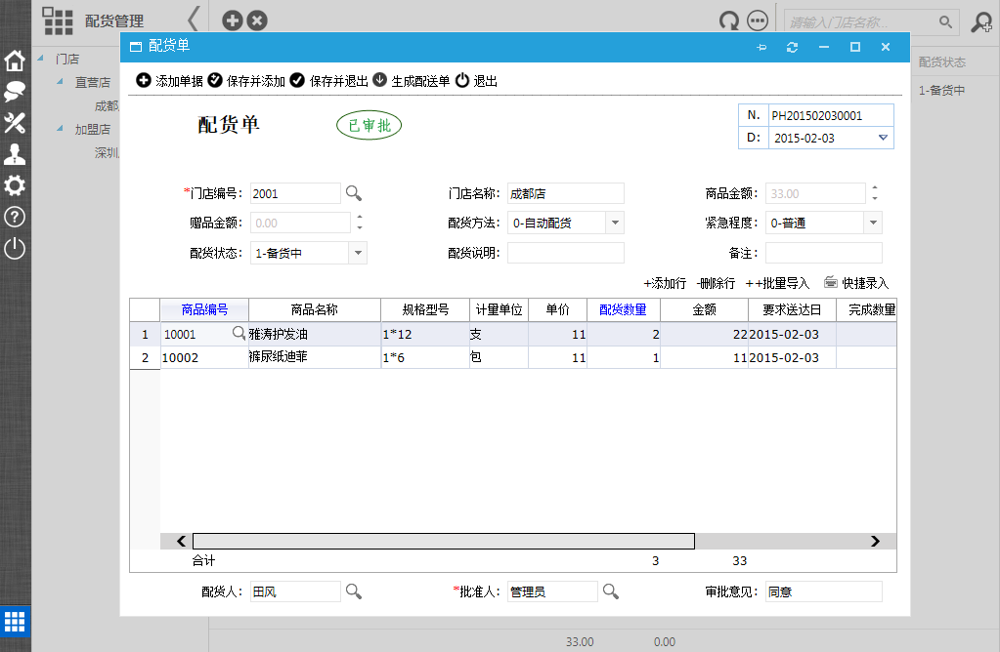 配货管理
请输入门店名称...
配货单
门店
直营店
成都
加盟店
深圳
配货状态
1-备货中
添加单据 保存并添加 保存并退出 生成配送单 退出
配货单
已审批
N. PH201502030001
D: 2015-02-03
*门店编号: 2001 门店名称: 成都店 商品金额: 33.00
赠品金额: 0.00 配货方法: 0-自动配货 紧急程度: 0-普通
配货状态: 1-备货中 配货说明: 备注:
+添加行 -删除行 ++批量导入 快捷录入
商品编号 商品名称 规格型号 计量单位 单价 配货数量 金额 要求送达日 完成数量
1 10001 雅涛护发油 1*12 支 11 2 22 2015-02-03
2 10002 裤尿纸迪菲 1*6 包 11 1 11 2015-02-03
合计 3 33
配货人: 田风 *批准人: 管理员 审批意见: 同意
33.00 0.00